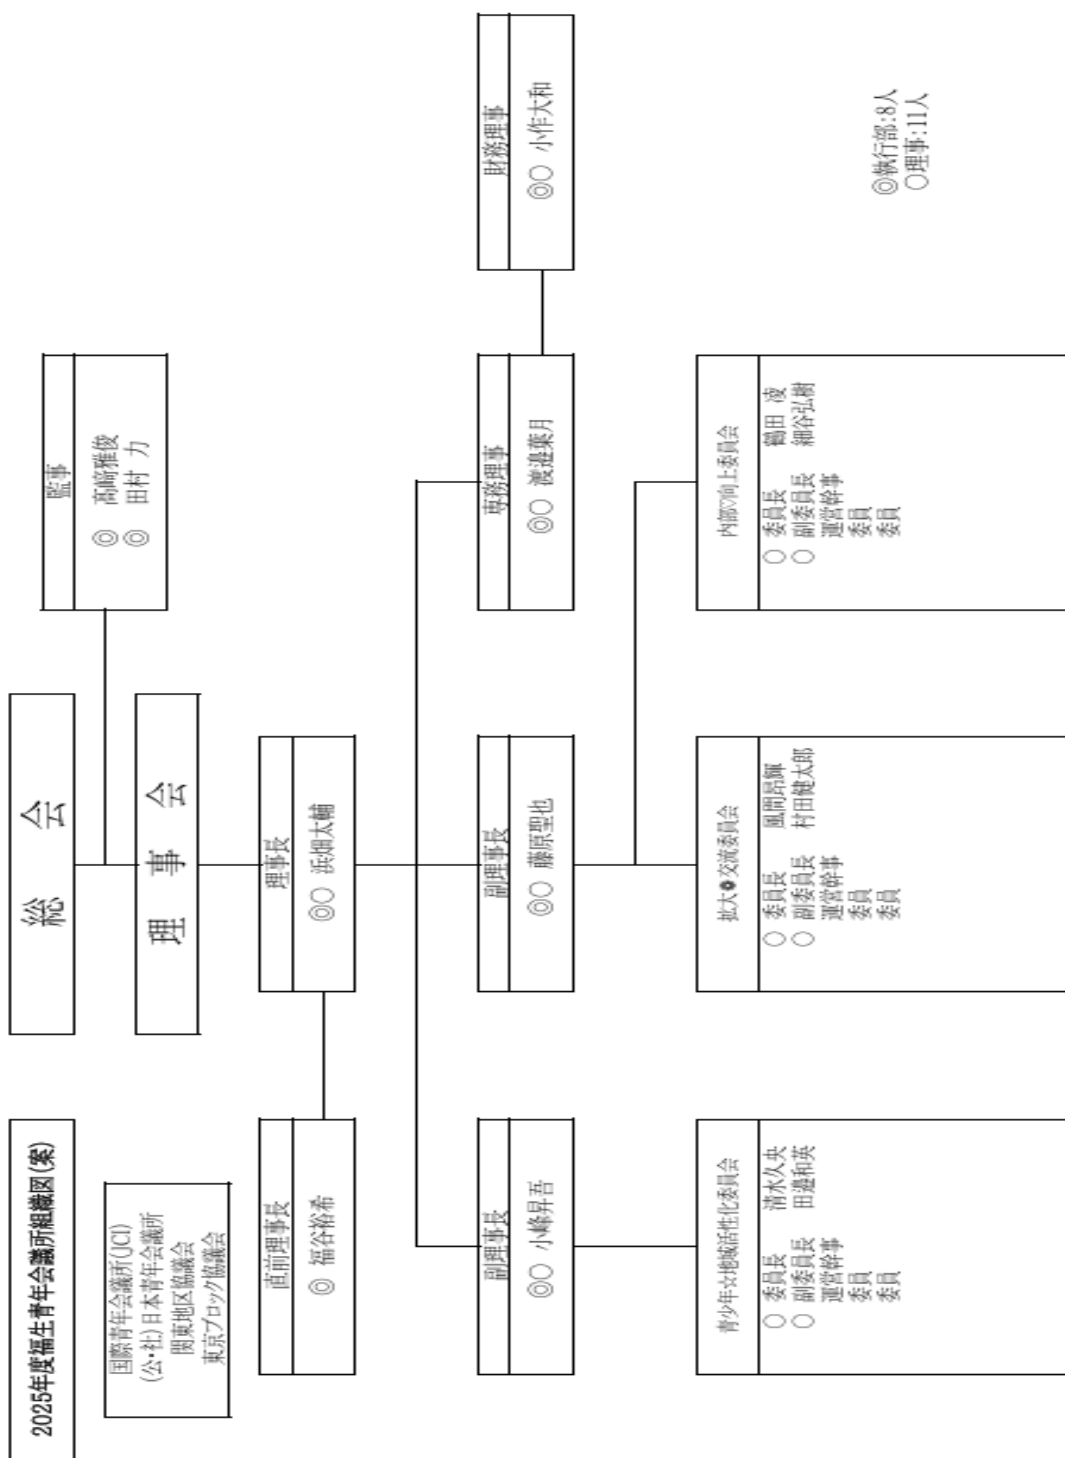 2025年度福生青年会議所組織図(案)
総　会
監事
◎ 高﨑雅俊
◎ 田村 力
国際青年会議所(JCI)
(公・社)日本青年会議所
関東地区協議会
東京ブロック協議会
理　事　会
直前理事長
◎ 福谷裕希
理事長
◎○ 浜畑太輔
副理事長
◎○ 小峰昇吾
副理事長
◎○ 藤原聖也
専務理事
◎○ 渡邉葉月
財務理事
◎○ 小作大和
青少年☆地域活性化委員会
○ 委員長 清水久央
○ 副委員長 田邉和英
運営幹事
委員
委員
拡大❁交流委員会
○ 委員長 風間昂輝
○ 副委員長 村田健太郎
運営幹事
委員
委員
内部♡向上委員会
○ 委員長 鶴田 凌
○ 副委員長 細谷弘樹
運営幹事
委員
委員
◎執行部:8人
○理事:11人